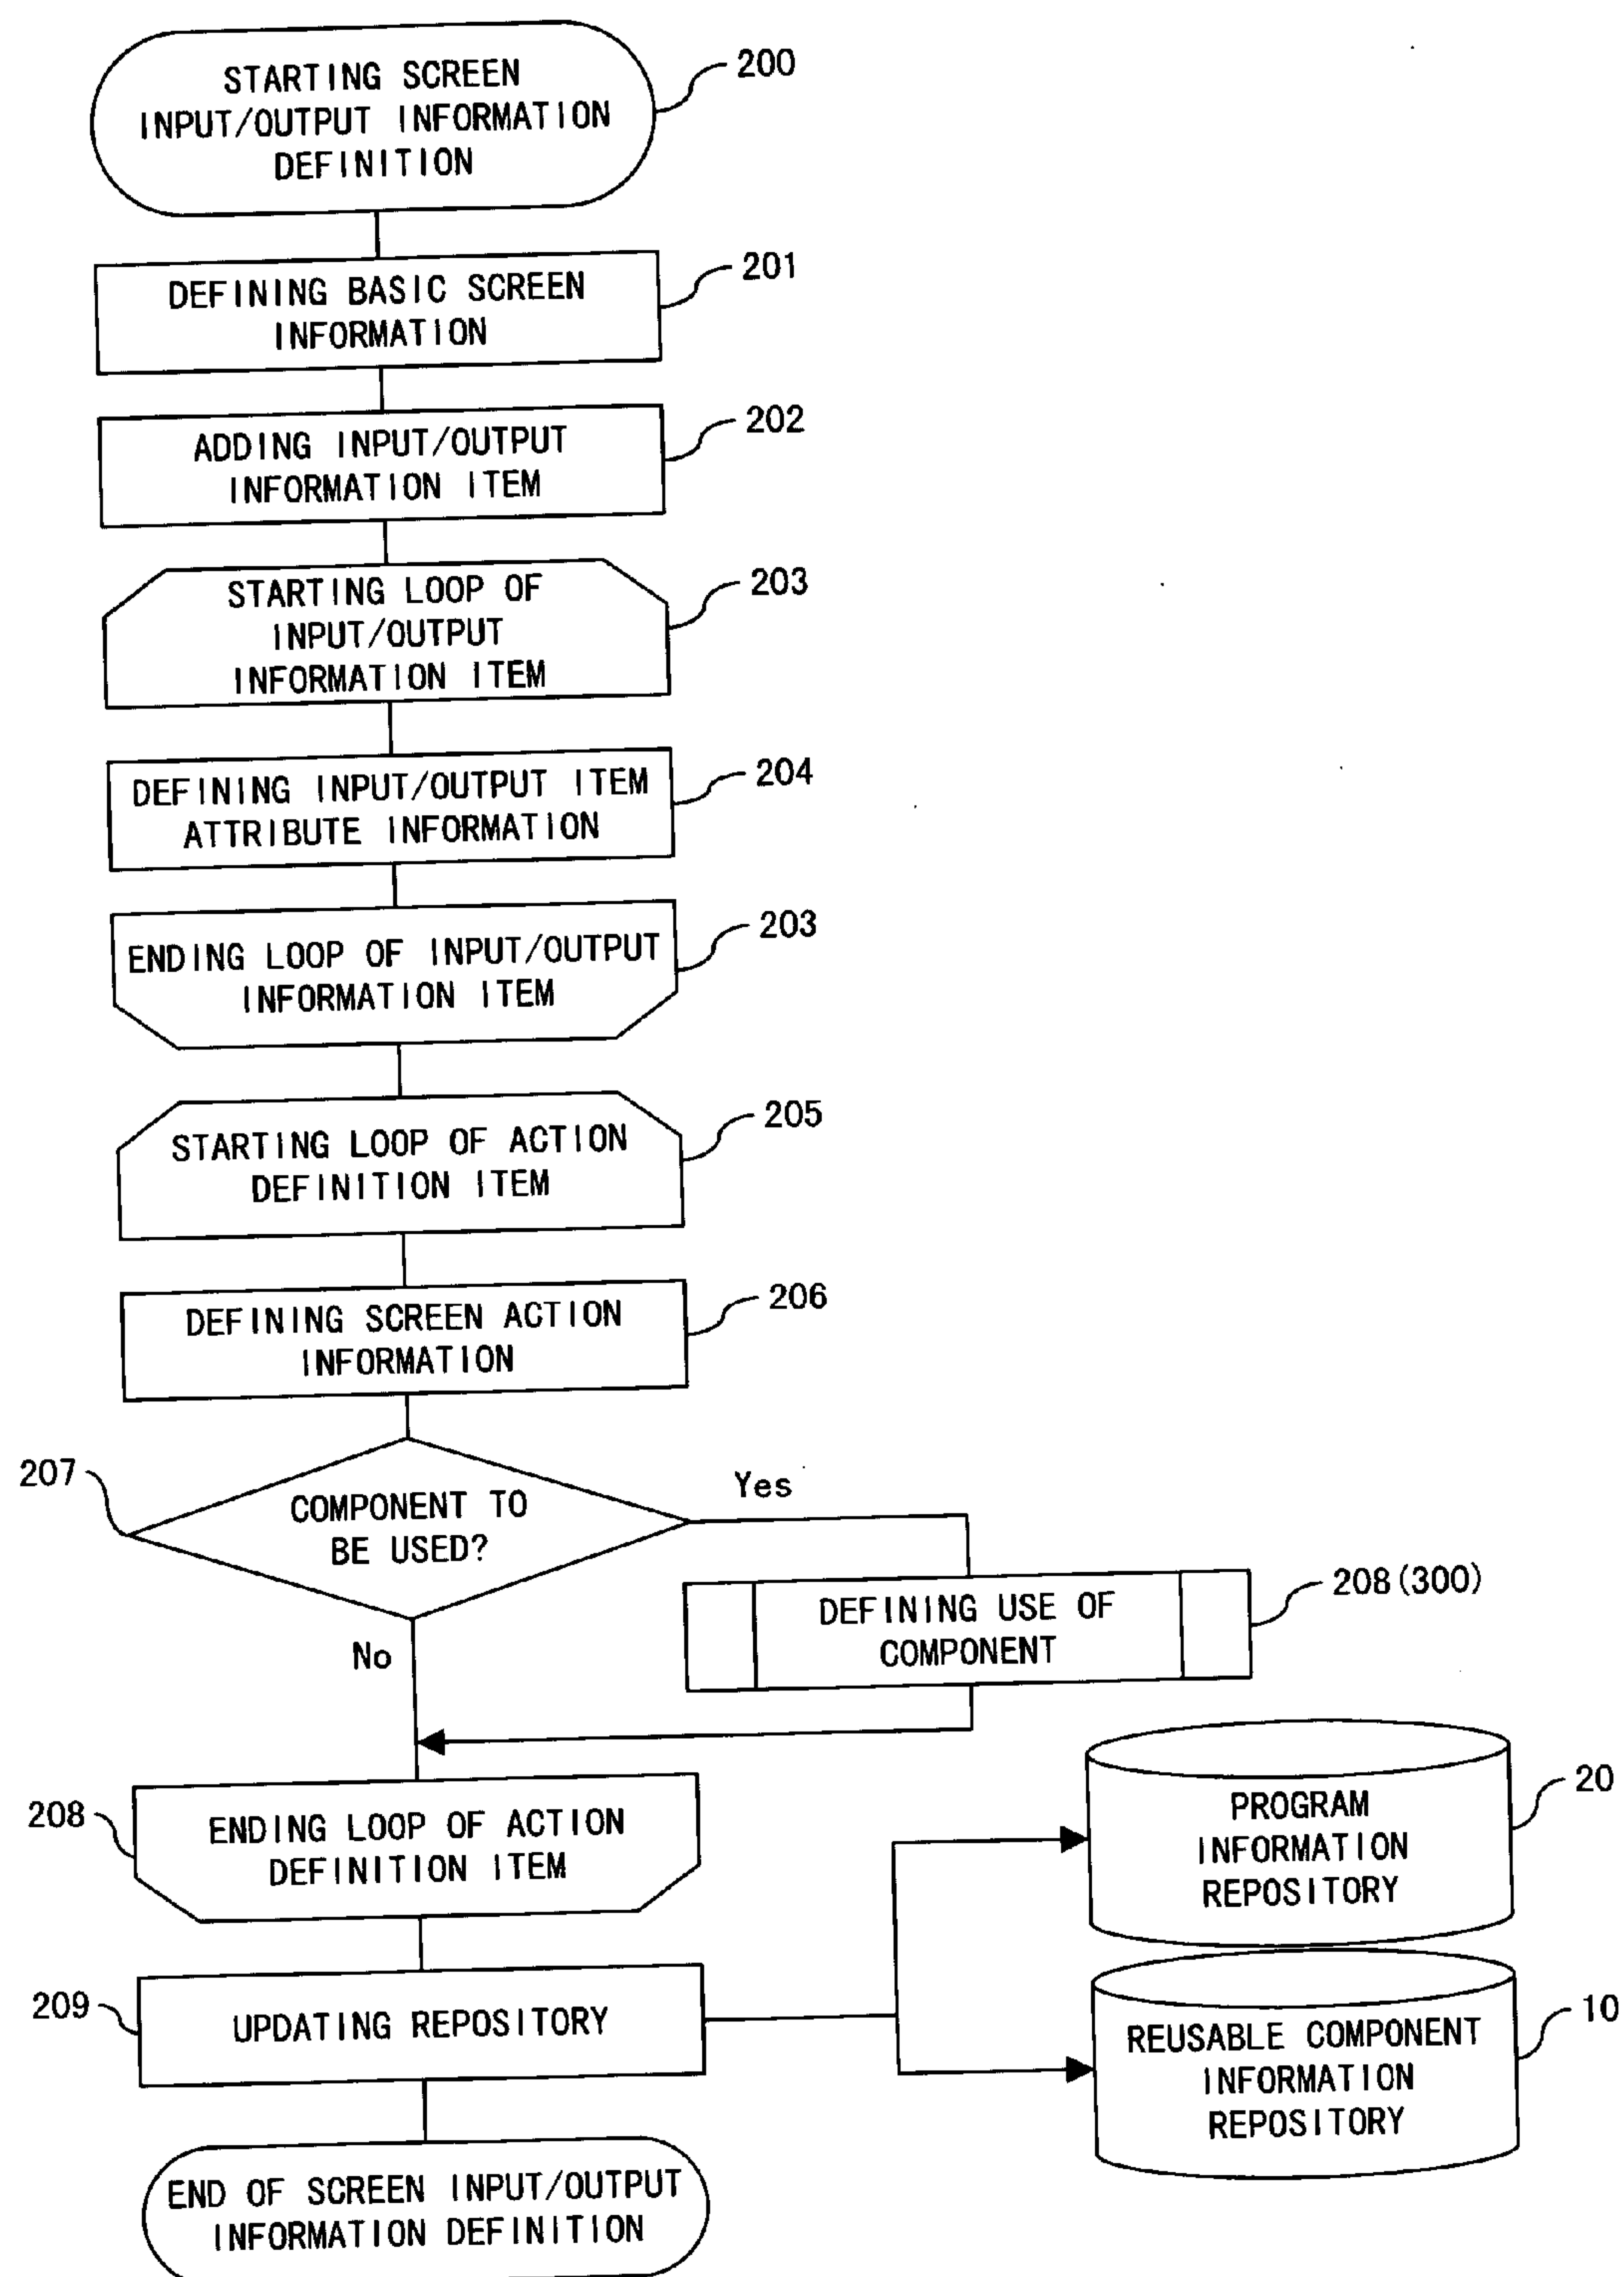 STARTING SCREEN
INPUT/OUTPUT INFORMATION
DEFINITION
200
DEFINING BASIC SCREEN
INFORMATION
201
ADDING INPUT/OUTPUT
INFORMATION ITEM
202
STARTING LOOP OF
INPUT/OUTPUT
INFORMATION ITEM
203
DEFINING INPUT/OUTPUT ITEM
ATTRIBUTE INFORMATION
204
ENDING LOOP OF INPUT/OUTPUT
INFORMATION ITEM
203
STARTING LOOP OF ACTION
DEFINITION ITEM
205
DEFINING SCREEN ACTION
INFORMATION
206
207
COMPONENT TO
BE USED?
Yes
No
DEFINING USE OF
COMPONENT
208(300)
208
ENDING LOOP OF ACTION
DEFINITION ITEM
PROGRAM
INFORMATION
REPOSITORY
20
209
UPDATING REPOSITORY
REUSABLE COMPONENT
INFORMATION
REPOSITORY
10
END OF SCREEN INPUT/OUTPUT
INFORMATION DEFINITION